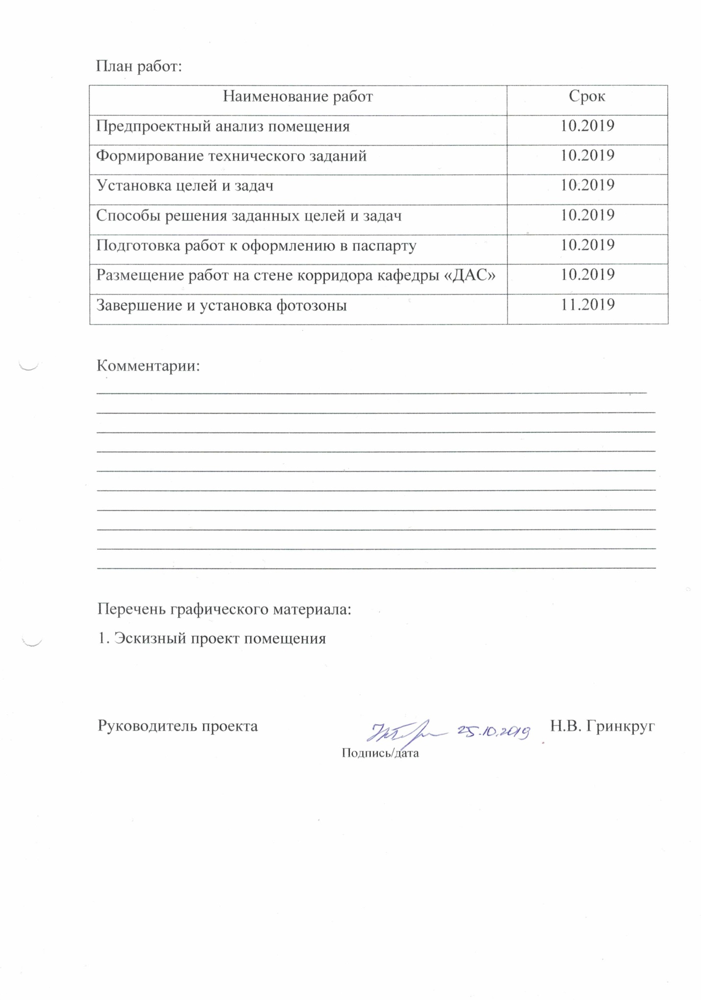 План работ:
Наименование работ Срок
Предпроектный анализ помещения 10.2019
Формирование технического заданий 10.2019
Установка целей и задач 10.2019
Способы решения заданных целей и задач 10.2019
Подготовка работ к оформлению в паспарту 10.2019
Размещение работ на стене корридора кафедры «ДАС» 10.2019
Завершение и установка фотозоны 11.2019
Комментарии:
Перечень графического материала:
1. Эскизный проект помещения
Руководитель проекта 25.10.2019 Н.В. Гринкруг
Подпись/дата